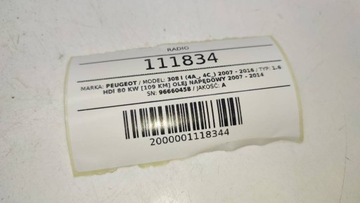 RADIO
111834
MARKA: PEUGEOT / MODEL: 308 I (4A_, 4C_) 2007 - 2016 / TYP: 1.6
HDI 80 KW [109 KM] OLEJ NAPĘDOWY 2007 - 2014
SN: 96660458 / JAKOŚĆ: A
2000001118344